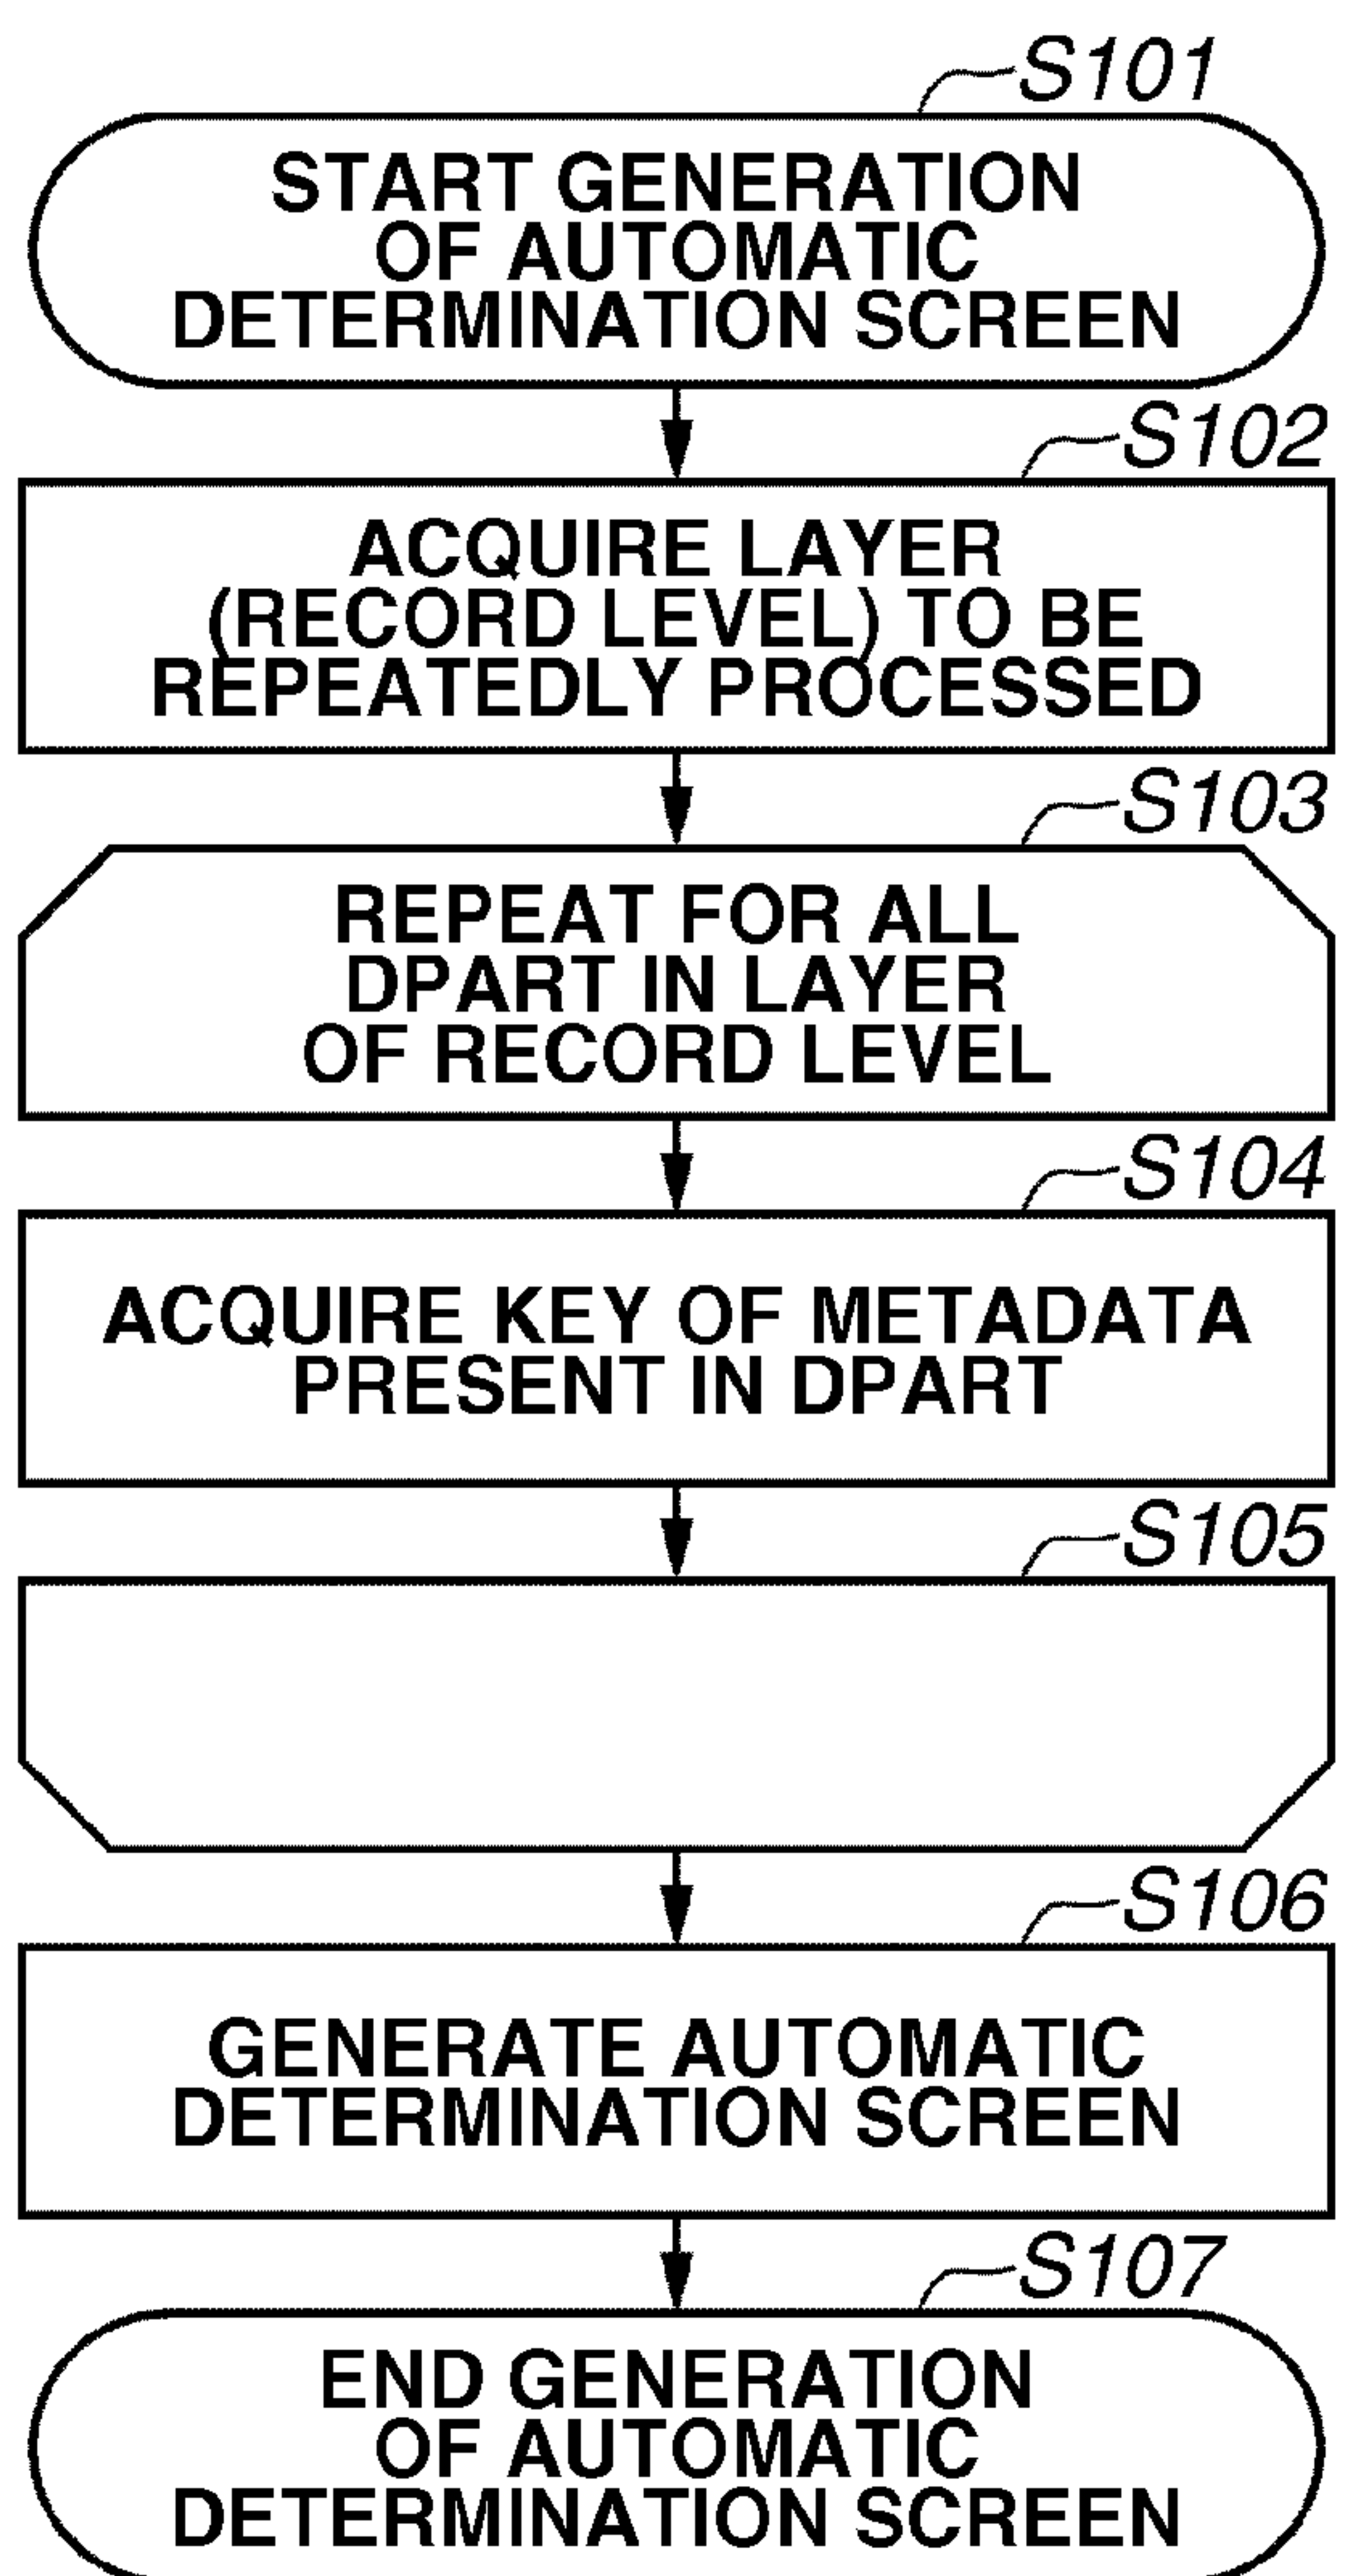 S101
START GENERATION
OF AUTOMATIC
DETERMINATION SCREEN
S102
ACQUIRE LAYER
(RECORD LEVEL) TO BE
REPEATEDLY PROCESSED
S103
REPEAT FOR ALL
DPART IN LAYER
OF RECORD LEVEL
S104
ACQUIRE KEY OF METADATA
PRESENT IN DPART
S105
S106
GENERATE AUTOMATIC
DETERMINATION SCREEN
S107
END GENERATION
OF AUTOMATIC
DETERMINATION SCREEN